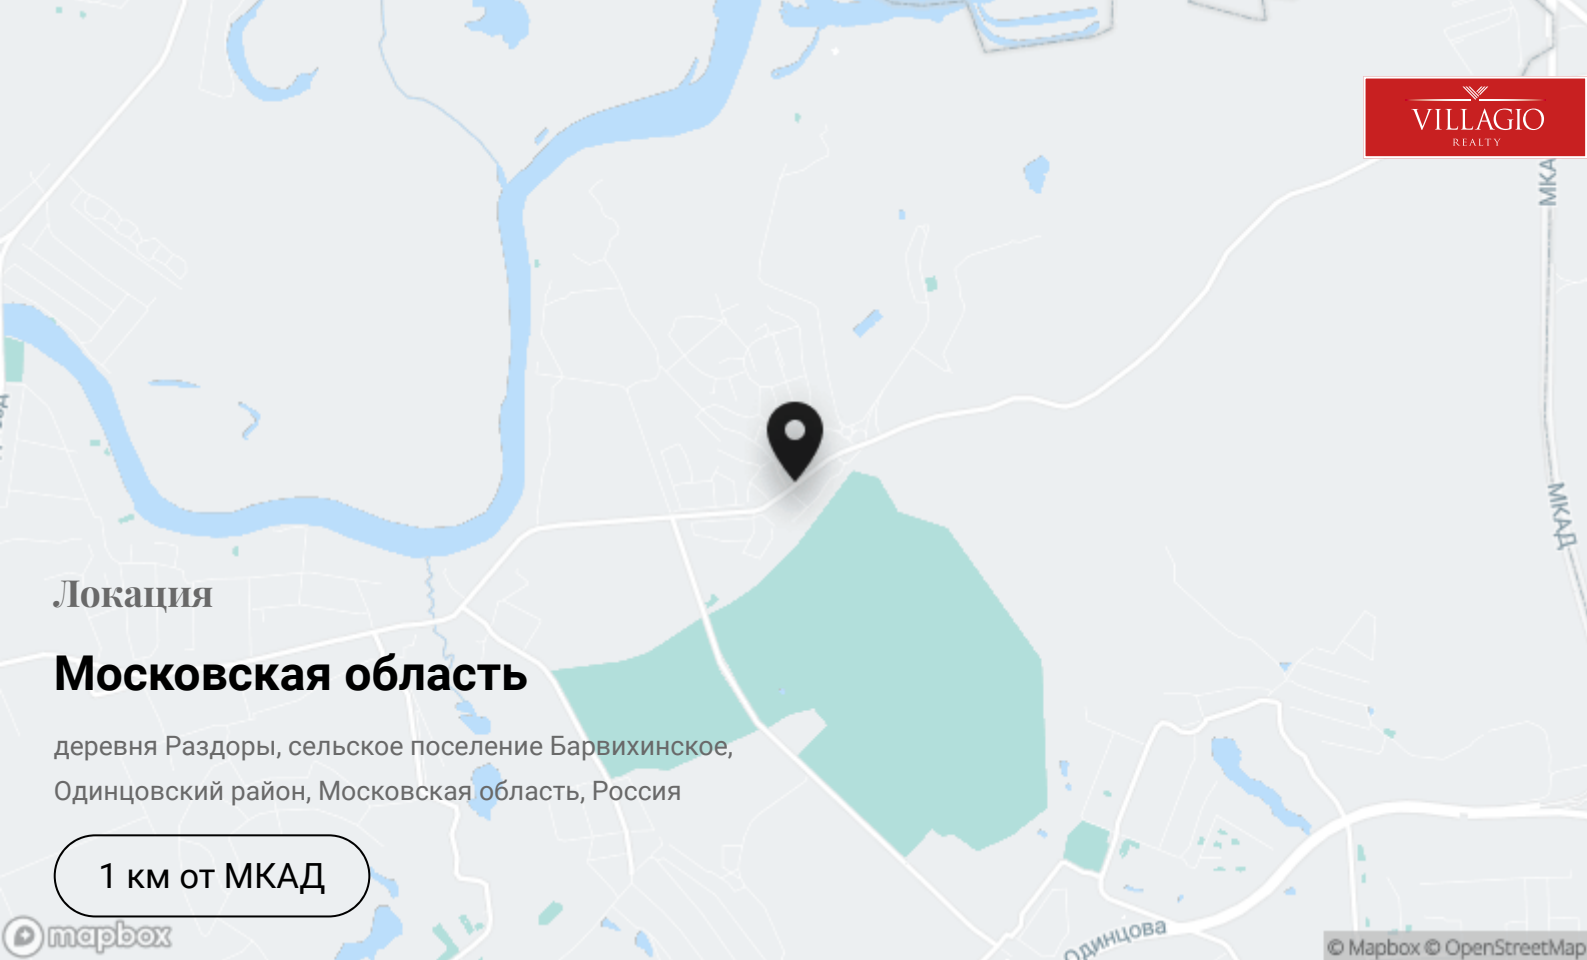 VILLAGIO
REALTY
МКА
МКАД
Локация
Московская область
деревня Раздоры, сельское поселение Барвихинское,
Одинцовский район, Московская область, Россия
1 км от МКАД
Одинцова
mapbox
© Mapbox © OpenStreetMap